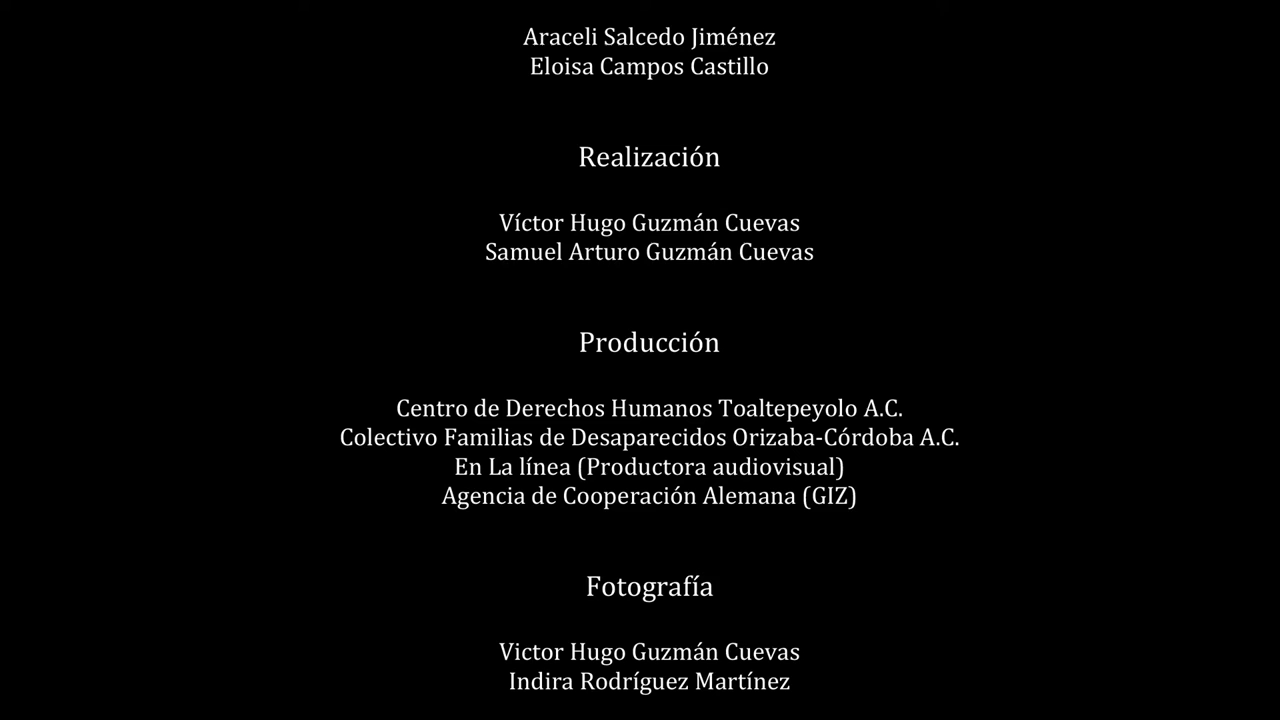 Araceli Salcedo Jiménez
Eloisa Campos Castillo
Realización
Víctor Hugo Guzmán Cuevas
Samuel Arturo Guzmán Cuevas
Producción
Centro de Derechos Humanos Toaltepeyolo A.C.
Colectivo Familias de Desaparecidos Orizaba-Córdoba A.C.
En La línea (Productora audiovisual)
Agencia de Cooperación Alemana (GIZ)
Fotografía
Victor Hugo Guzmán Cuevas
Indira Rodríguez Martínez